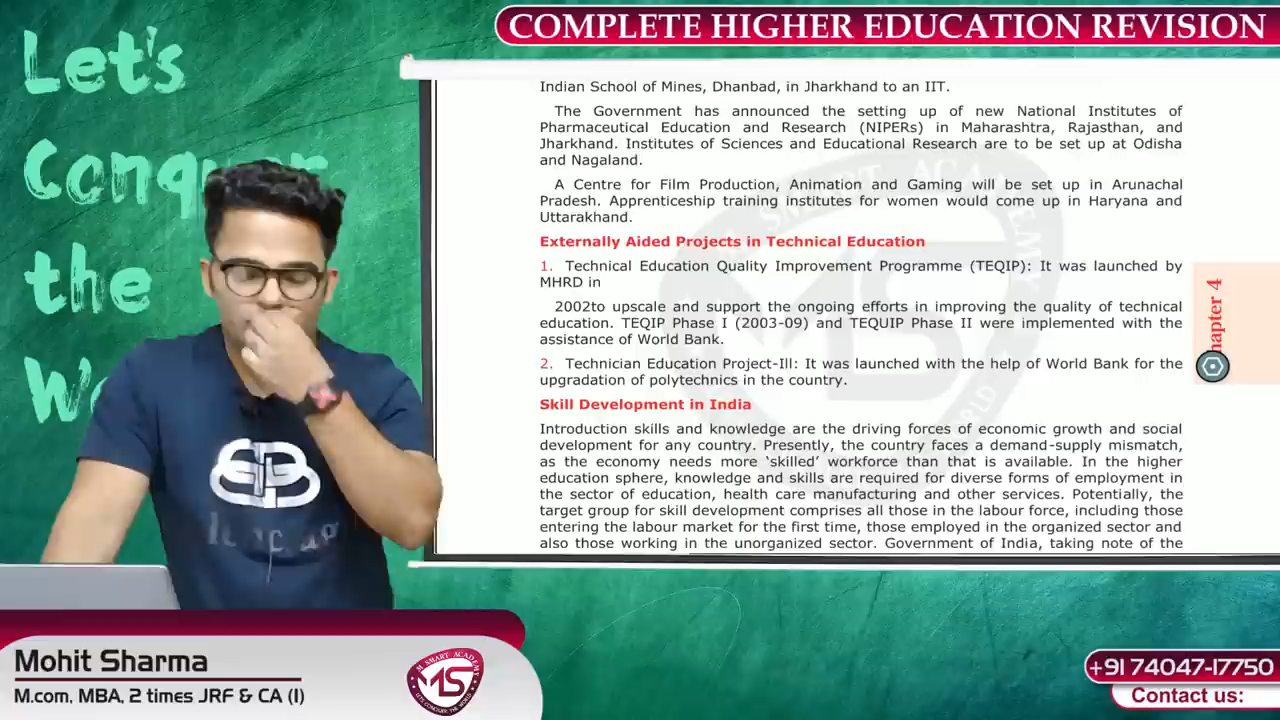 COMPLETE HIGHER EDUCATION REVISION
Let's
Conquer
the
Indian School of Mines, Dhanbad, in Jharkhand to an IIT.
The Government has announced the setting up of new National Institutes of
Pharmaceutical Education and Research (NIPERs) in Maharashtra, Rajasthan, and
Jharkhand. Institutes of Sciences and Educational Research are to be set up at Odisha
and Nagaland.
A Centre for Film Production, Animation and Gaming will be set up in Arunachal
Pradesh. Apprenticeship training institutes for women would come up in Haryana and
Uttarakhand.
Externally Aided Projects in Technical Education
1. Technical Education Quality Improvement Programme (TEQIP): It was launched by
MHRD in
2002to upscale and support the ongoing efforts in improving the quality of technical
education. TEQIP Phase I (2003-09) and TEQUIP Phase II were implemented with the
assistance of World Bank.
2. Technician Education Project-Ill: It was launched with the help of World Bank for the
upgradation of polytechnics in the country.
Skill Development in India
Introduction skills and knowledge are the driving forces of economic growth and social
development for any country. Presently, the country faces a demand-supply mismatch,
as the economy needs more ‘skilled’ workforce than that is available. In the higher
education sphere, knowledge and skills are required for diverse forms of employment in
the sector of education, health care manufacturing and other services. Potentially, the
target group for skill development comprises all those in the labour force, including those
entering the labour market for the first time, those employed in the organized sector and
also those working in the unorganized sector. Government of India, taking note of the
hapter 4
Mohit Sharma
M.com, MBA, 2 times JRF & CA (I)
M SMART ACADEMY
MS
LET'S CONQUER THE WORLD
+91 74047-17750
Contact us: